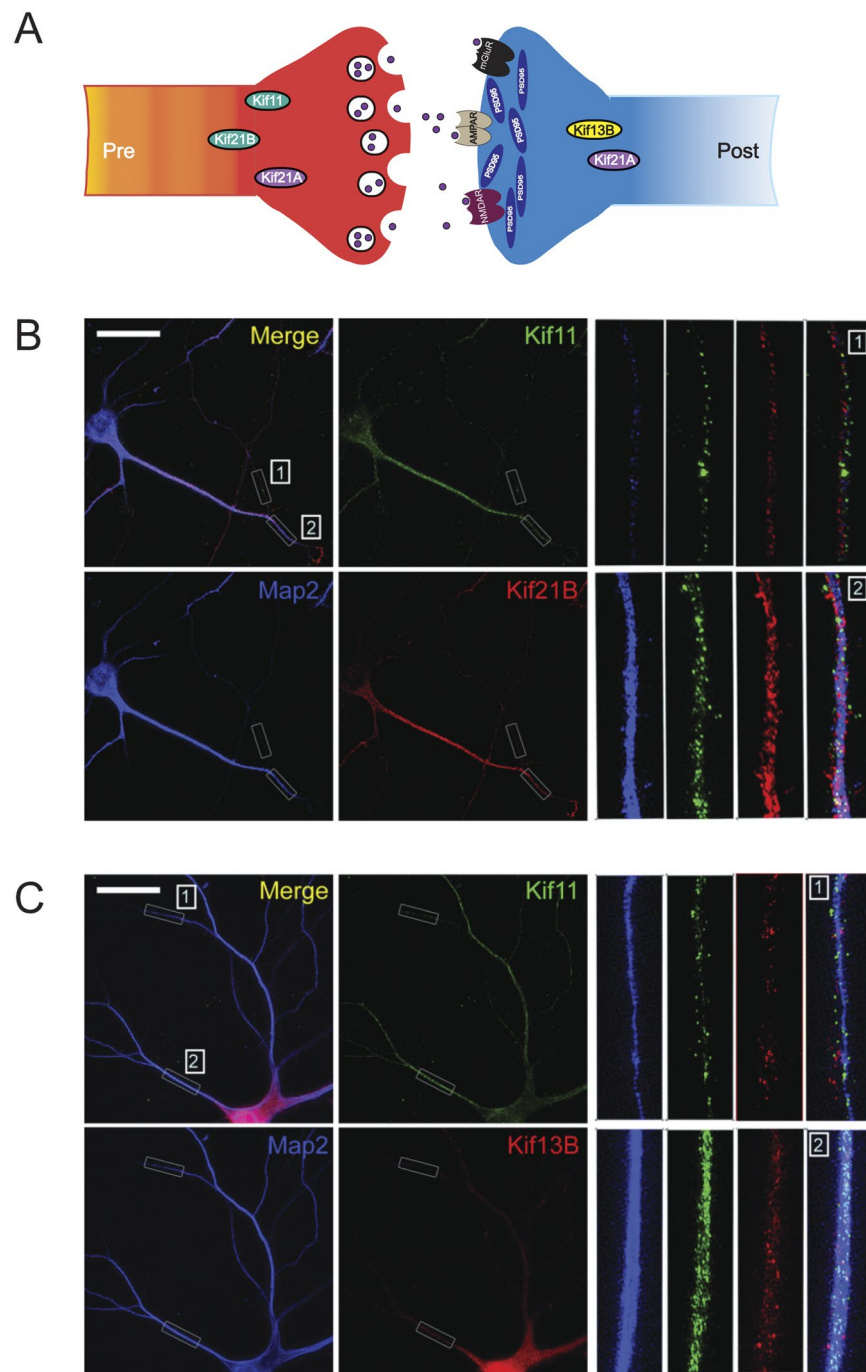 A
Pre
Kif11
Kif21B
Kif21A
mGluR
AMPAR
NMDAR
PSD95
PSD95
PSD95
PSD95
PSD95
PSD95
Kif13B
Kif21A
Post
B
Merge
1
2
Kif11
1
Map2
Kif21B
2
C
Merge
1
2
Kif11
1
Map2
Kif13B
2